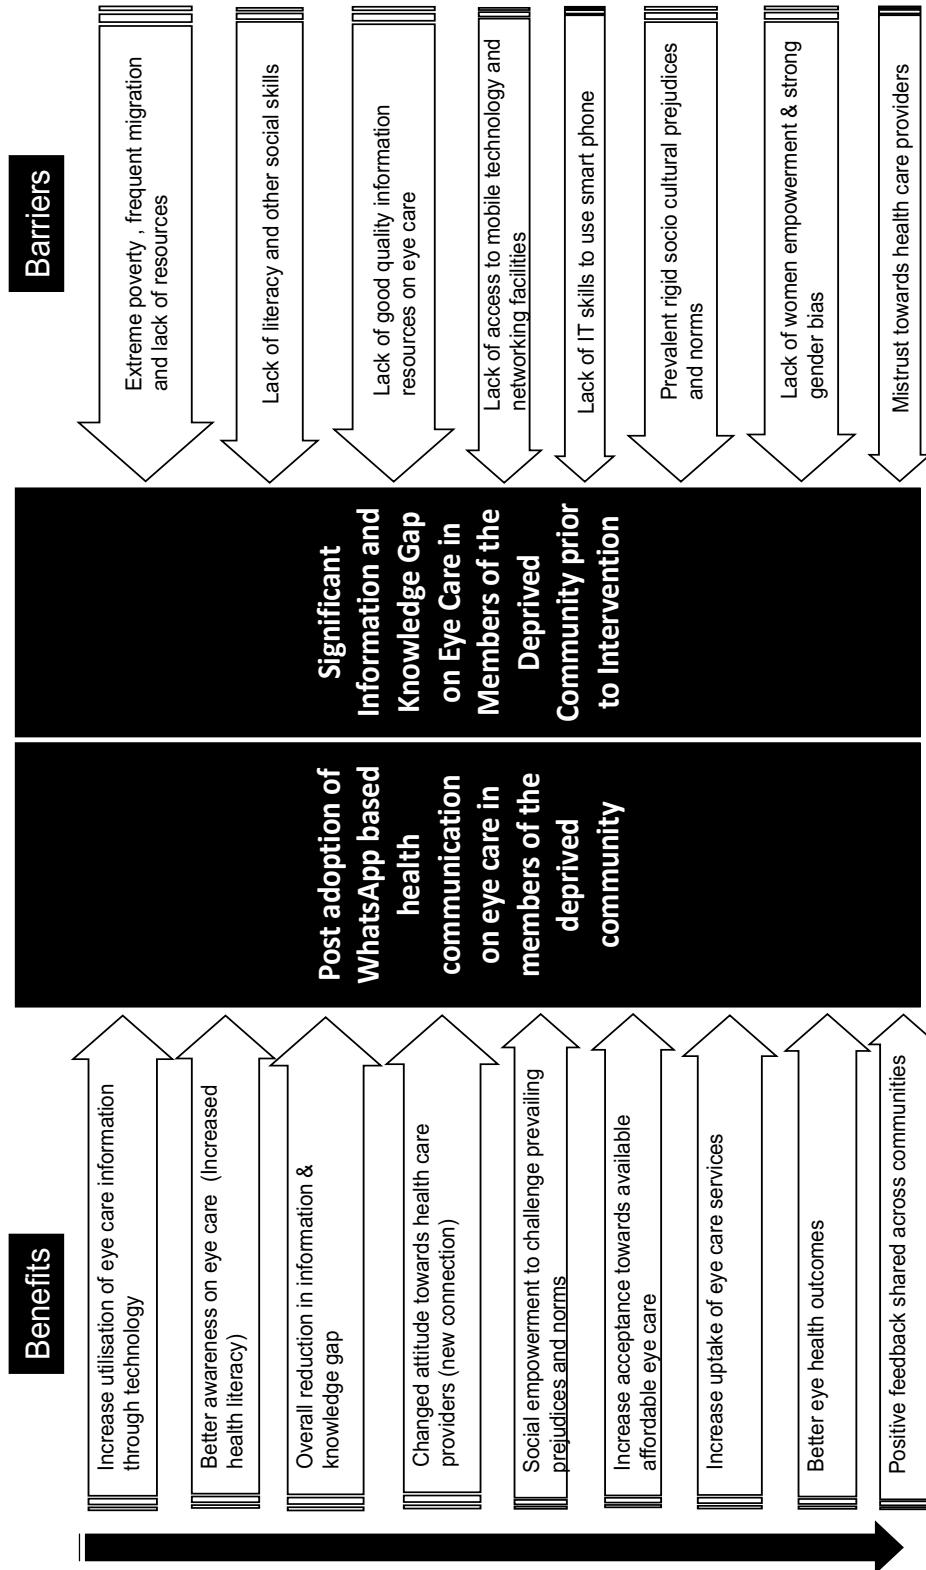 Benefits
Increase utilisation of eye care information
through technology
Better awareness on eye care (Increased
health literacy)
Overall reduction in information &
knowledge gap
Changed attitude towards health care
providers (new connection)
Social empowerment to challenge prevailing
prejudices and norms
Increase acceptance towards available
affordable eye care
Increase uptake of eye care services
Better eye health outcomes
Positive feedback shared across communities
Post adoption of
WhatsApp based
health
communication
on eye care in
members of the
deprived
community
Significant
Information and
Knowledge Gap
on Eye Care in
Members of the
Deprived
Community prior
to Intervention
Barriers
Extreme poverty , frequent migration
and lack of resources
Lack of literacy and other social skills
Lack of good quality information
resources on eye care
Lack of access to mobile technology and
networking facilities
Lack of IT skills to use smart phone
Prevalent rigid socio cultural prejudices
and norms
Lack of women empowerment & strong
gender bias
Mistrust towards health care providers